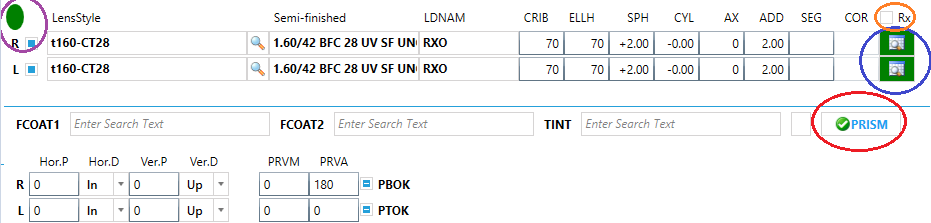 LensStyle Semi-finished LDNAM CRIB ELLH SPH CYL AX ADD SEG COR Rx
R t160-CT28 1.60/42 BFC 28 UV SF UN RXO 70 70 +2.00 -0.00 0 2.00
L t160-CT28 1.60/42 BFC 28 UV SF UN RXO 70 70 +2.00 -0.00 0 2.00
FCOAT1 Enter Search Text FCOAT2 Enter Search Text TINT Enter Search Text PRISM
Hor.P Hor.D Ver.P Ver.D PRVM PRVA
R 0 In 0 Up 0 180 PBOK
L 0 In 0 Up 0 0 PTOK